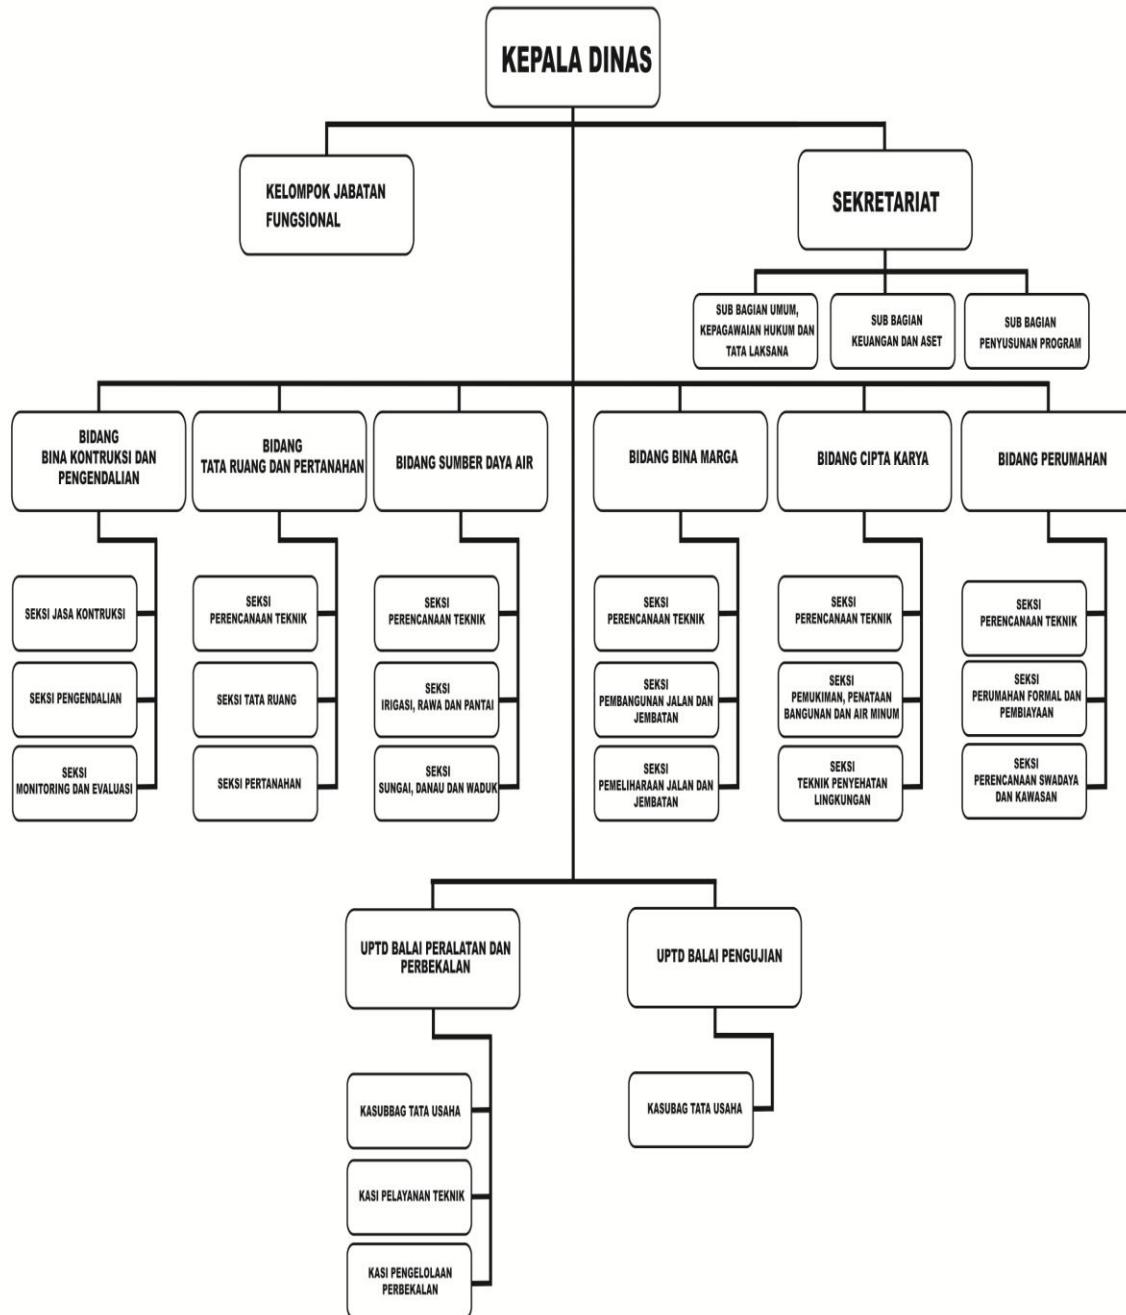 KEPALA DINAS
KELOMPOK JABATAN
FUNGSIONAL
SEKRETARIAT
SUB BAGIAN UMUM,
KEPAGAWAIAN HUKUM DAN
TATA LAKSANA
SUB BAGIAN
KEUANGAN DAN ASET
SUB BAGIAN
PENYUSUNAN PROGRAM
BIDANG
BINA KONTRUKSI DAN
PENGENDALIAN
BIDANG
TATA RUANG DAN PERTANAHAN
BIDANG SUMBER DAYA AIR
BIDANG BINA MARGA
BIDANG CIPTA KARYA
BIDANG PERUMAHAN
SEKSI JASA KONTRUKSI
SEKSI PENGENDALIAN
SEKSI
MONITORING DAN EVALUASI
SEKSI
PERENCANAAN TEKNIK
SEKSI TATA RUANG
SEKSI PERTANAHAN
SEKSI
PERENCANAAN TEKNIK
SEKSI
IRIGASI, RAWA DAN PANTAI
SEKSI
SUNGAI, DANAU DAN WADUK
SEKSI
PERENCANAAN TEKNIK
SEKSI
PEMBANGUNAN JALAN DAN
JEMBATAN
SEKSI
PEMELIHARAAN JALAN DAN
JEMBATAN
SEKSI
PERENCANAAN TEKNIK
SEKSI
PEMUKIMAN, PENATAAN
BANGUNAN DAN AIR MINUM
SEKSI
TEKNIK PENYEHATAN
LINGKUNGAN
SEKSI
PERENCANAAN TEKNIK
SEKSI
PERUMAHAN FORMAL DAN
PEMBIAYAAN
SEKSI
PERENCANAAN SWADAYA
DAN KAWASAN
UPTD BALAI PERALATAN DAN
PERBEKALAN
UPTD BALAI PENGUJIAN
KASUBBAG TATA USAHA
KASI PELAYANAN TEKNIK
KASI PENGELOLAAN
PERBEKALAN
KASUBAG TATA USAHA